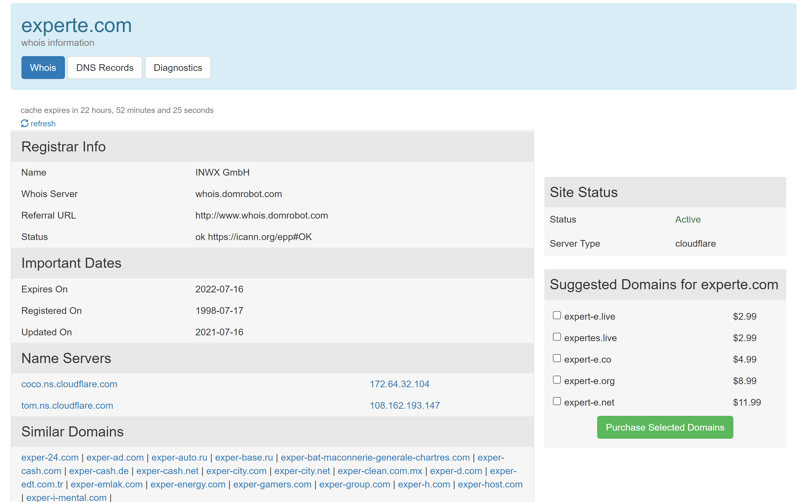 experte.com
whois information
Whois DNS Records Diagnostics
cache expires in 22 hours, 52 minutes and 25 seconds
refresh
Registrar Info
Name INWX GmbH
Whois Server whois.domrobot.com
Referral URL http://www.whois.domrobot.com
Status ok https://icann.org/epp#OK
Important Dates
Expires On 2022-07-16
Registered On 1998-07-17
Updated On 2021-07-16
Name Servers
coco.ns.cloudflare.com 172.64.32.104
tom.ns.cloudflare.com 108.162.193.147
Similar Domains
exper-24.com | exper-ad.com | exper-auto.ru | exper-base.ru | exper-bat-maconnerie-generale-chartres.com | exper-
cash.com | exper-cash.de | exper-cash.net | exper-city.com | exper-city.net | exper-clean.com.mx | exper-d.com | exper-
edt.com.tr | exper-emlak.com | exper-energy.com | exper-gamers.com | exper-group.com | exper-h.com | exper-host.com
| exper-i-mental.com |
Site Status
Status Active
Server Type cloudflare
Suggested Domains for experte.com
expert-e.live $2.99
expertes.live $2.99
expert-e.co $4.99
expert-e.org $8.99
expert-e.net $11.99
Purchase Selected Domains